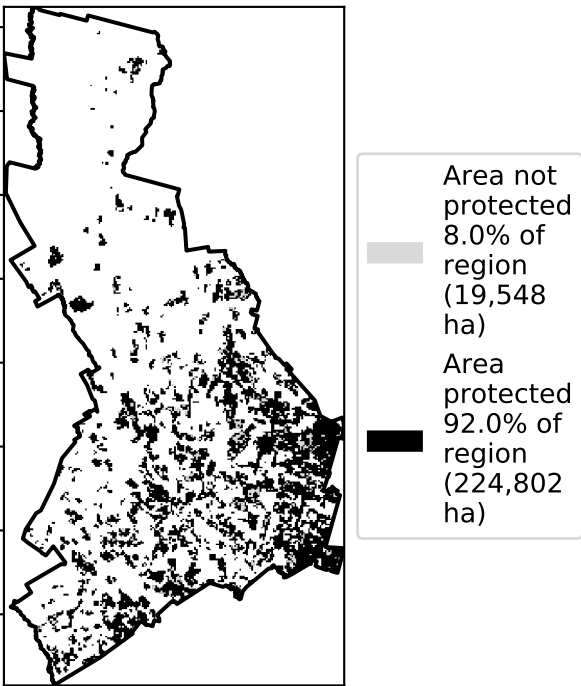 Area not
protected
8.0% of
region
(19,548
ha)
Area
protected
92.0% of
region
(224,802
ha)